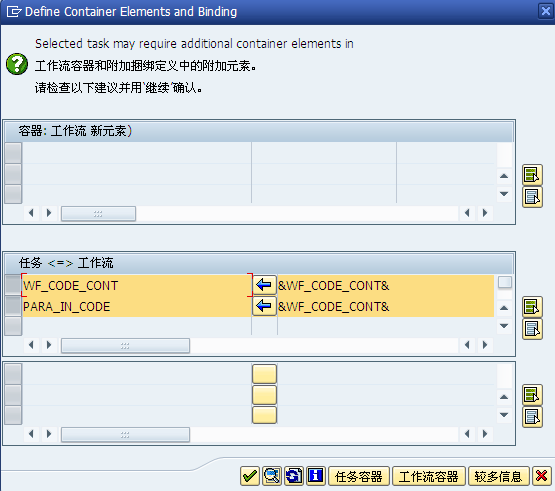 Define Container Elements and Binding
Selected task may require additional container elements in
工作流容器和附加捆绑定义中的附加元素。
请检查以下建议并用'继续'确认。
容器: 工作流 新元素)
任务 <=> 工作流
WF_CODE_CONT &WF_CODE_CONT&
PARA_IN_CODE &WF_CODE_CONT&
任务容器 工作流容器 较多信息